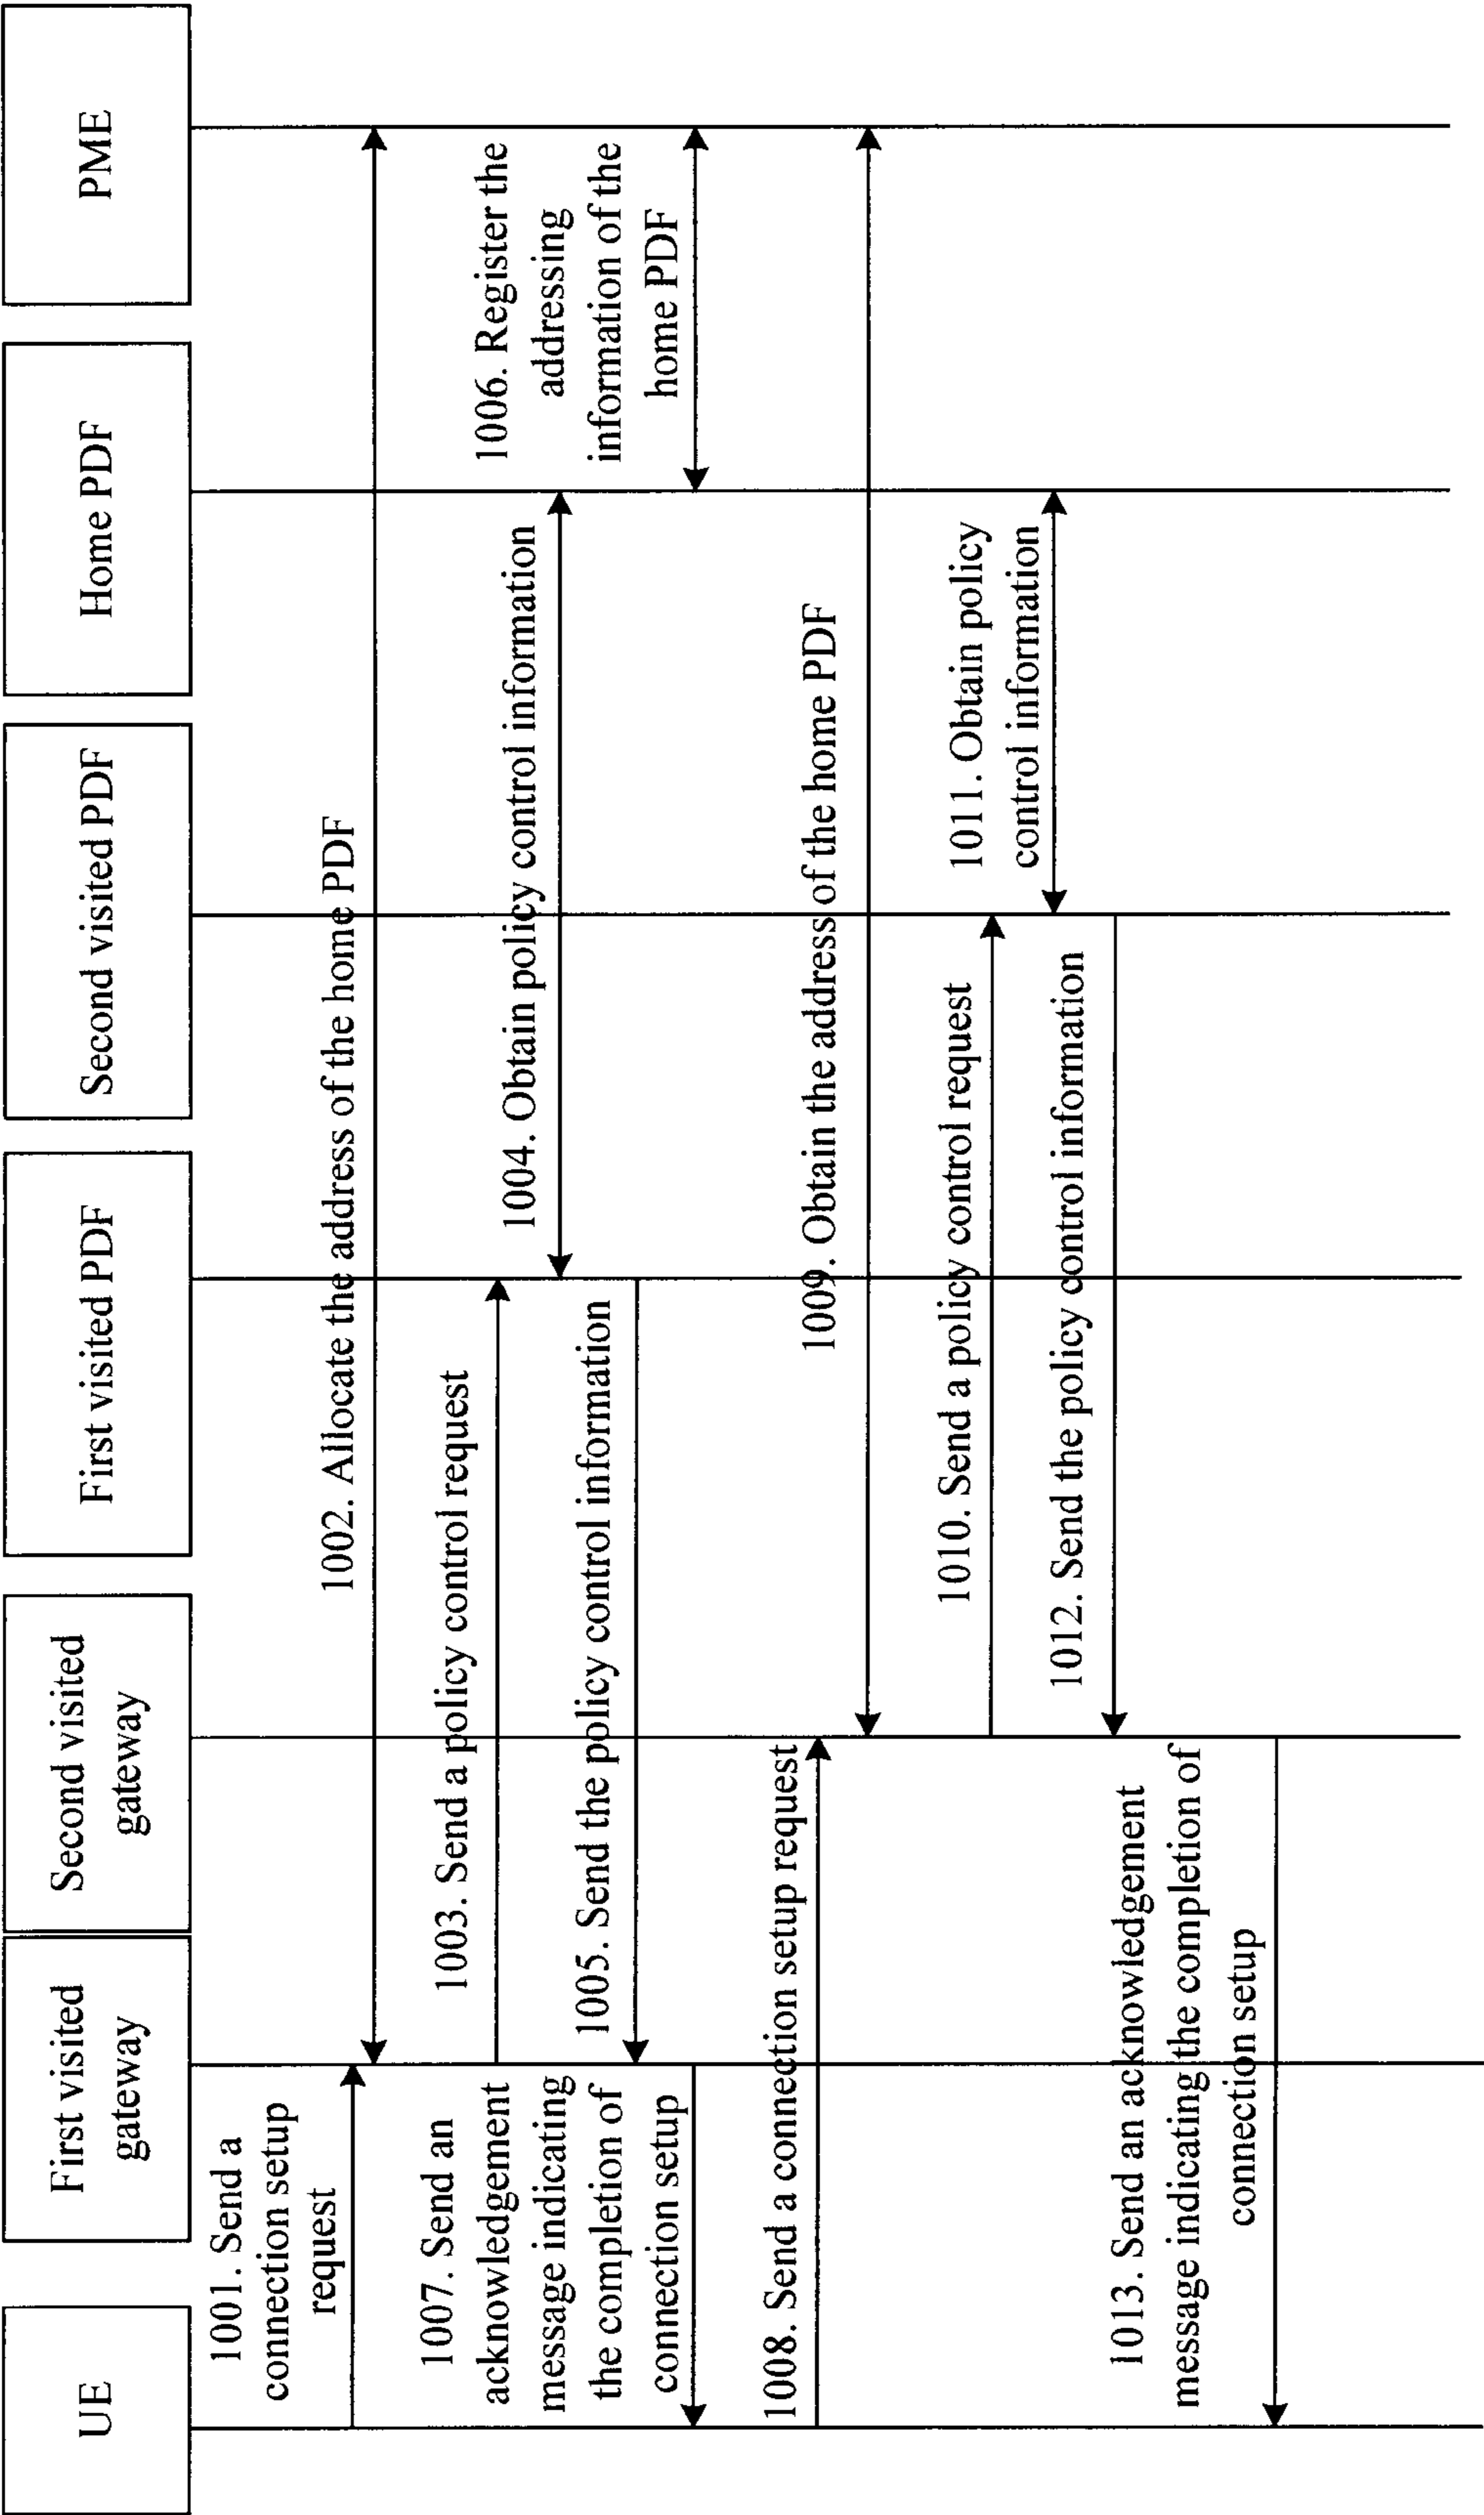 UE
First visited
gateway
Second visited
gateway
First visited PDF
Second visited PDF
Home PDF
PME
1001. Send a
connection setup
request
1002. Allocate the address of the home PDF
1003. Send a policy control request
1004. Obtain policy control information
1005. Send the policy control information
1006. Register the
addressing
information of the
home PDF
1007. Send an
acknowledgement
message indicating
the completion of
connection setup
1008. Send a connection setup request
1009. Obtain the address of the home PDF
1010. Send a policy control request
1011. Obtain policy
control information
1012. Send the policy control information
1013. Send an acknowledgement
message indicating the completion of
connection setup